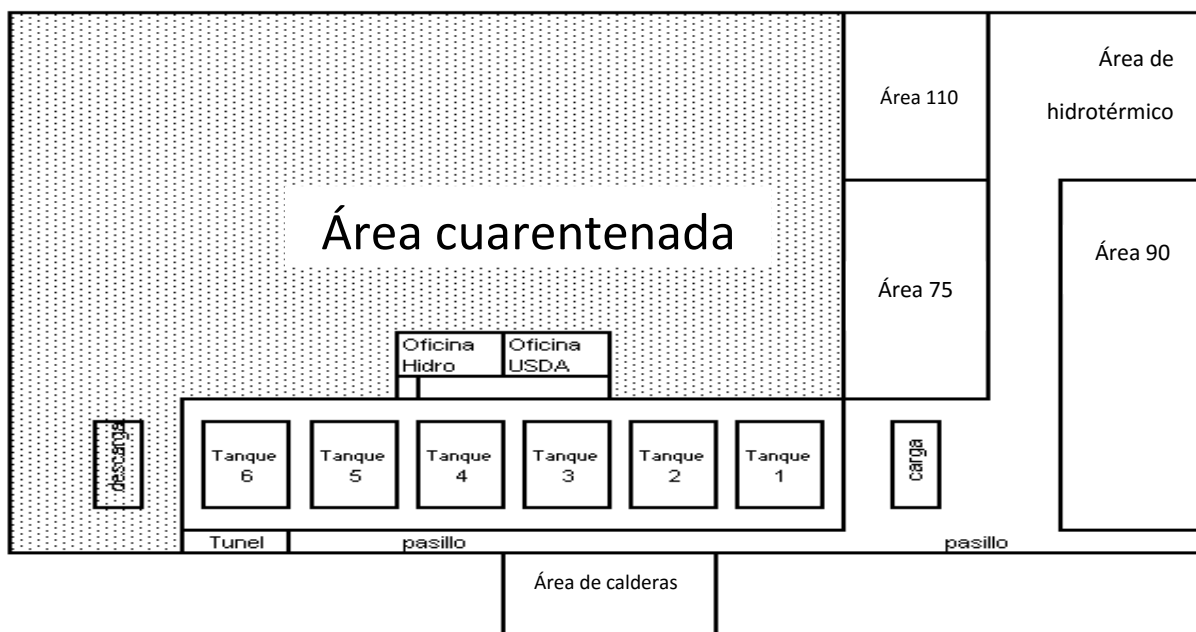 Área de
hidrotérmico
Área 110
Área cuarentenada
Área 90
Área 75
Oficina
Hidro
Oficina
USDA
descarga
Tanque
6
Tanque
5
Tanque
4
Tanque
3
Tanque
2
Tanque
1
carga
Tunel
pasillo
pasillo
Área de calderas